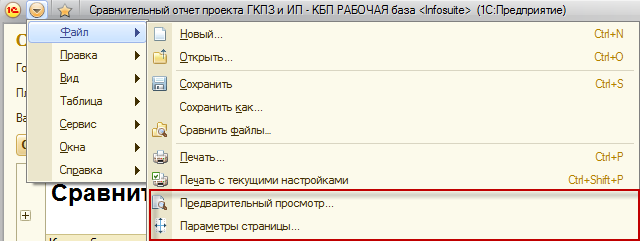 Сравнительный отчет проекта ГКПЗ и ИП - КБП РАБОЧАЯ база <Infosuite> (1С:Предприятие)
Файл
Правка
Вид
Таблица
Сервис
Окна
Справка
Новый... Ctrl+N
Открыть... Ctrl+O
Сохранить Ctrl+S
Сохранить как...
Сравнить файлы...
Печать... Ctrl+P
Печать с текущими настройками Ctrl+Shift+P
Предварительный просмотр...
Параметры страницы...
Сравнит